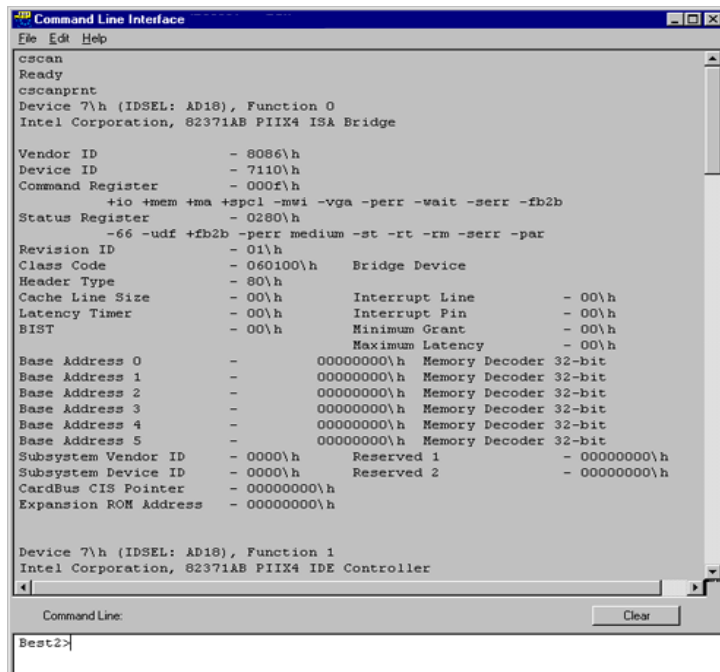 Command Line Interface
File Edit Help
cscan
Ready
cscanprnt
Device 7\h (IDSEL: AD18), Function 0
Intel Corporation, 82371AB PIIX4 ISA Bridge
Vendor ID - 8086\h
Device ID - 7110\h
Command Register - 000f\h
+io +mem +ma +spcl -mwi -vga -perr -wait -serr -fb2b
Status Register - 0280\h
-66 -udf +fb2b -perr medium -st -rt -rm -serr -par
Revision ID - 01\h
Class Code - 060100\h Bridge Device
Header Type - 80\h
Cache Line Size - 00\h Interrupt Line - 00\h
Latency Timer - 00\h Interrupt Pin - 00\h
BIST - 00\h Minimum Grant - 00\h
Maximum Latency - 00\h
Base Address 0 - 00000000\h Memory Decoder 32-bit
Base Address 1 - 00000000\h Memory Decoder 32-bit
Base Address 2 - 00000000\h Memory Decoder 32-bit
Base Address 3 - 00000000\h Memory Decoder 32-bit
Base Address 4 - 00000000\h Memory Decoder 32-bit
Base Address 5 - 00000000\h Memory Decoder 32-bit
Subsystem Vendor ID - 0000\h Reserved 1 - 00000000\h
Subsystem Device ID - 0000\h Reserved 2 - 00000000\h
CardBus CIS Pointer - 00000000\h
Expansion ROM Address - 00000000\h
Device 7\h (IDSEL: AD18), Function 1
Intel Corporation, 82371AB PIIX4 IDE Controller
Command Line:
Clear
Best2>